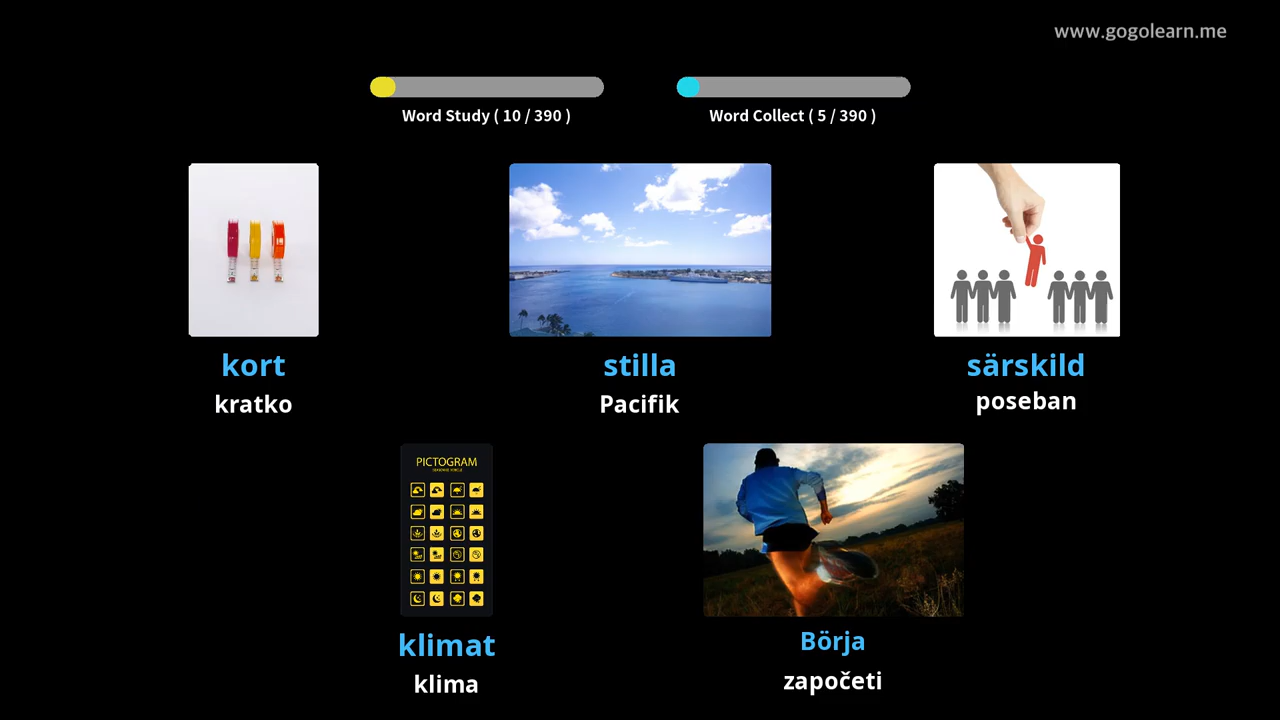 www.gogolearn.me
Word Study ( 10 / 390 )
Word Collect ( 5 / 390 )
kort
kratko
stilla
Pacifik
särskild
poseban
PICTOGRAM
klimat
klima
Börja
započeti